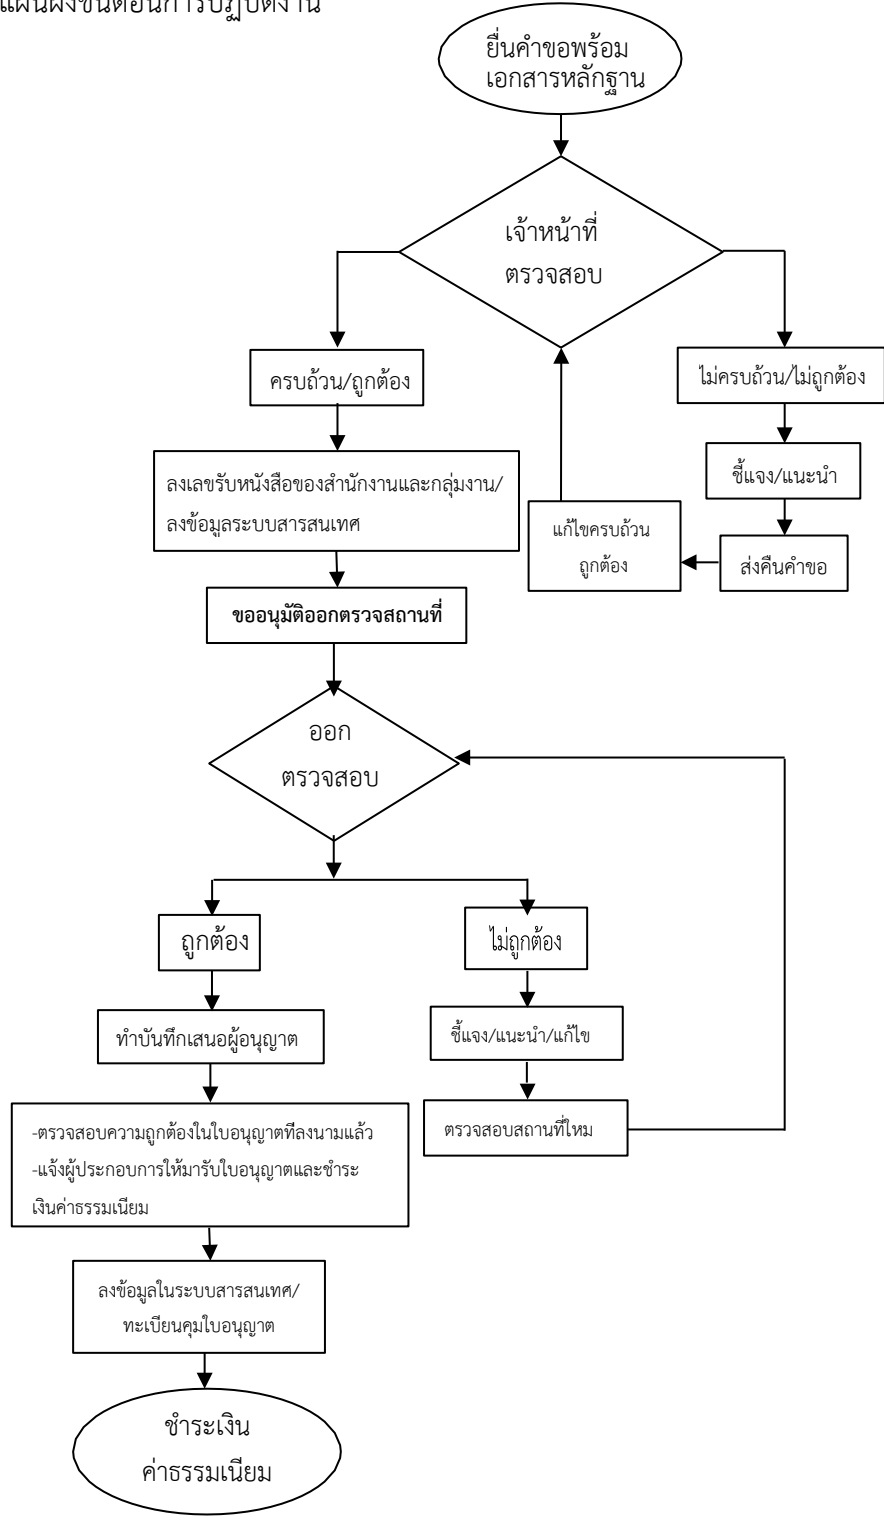 แผนผังขั้นตอนการปฏิบัติงาน
ยื่นคำขอพร้อม
เอกสารหลักฐาน
เจ้าหน้าที่
ตรวจสอบ
ครบถ้วน/ถูกต้อง
ไม่ครบถ้วน/ไม่ถูกต้อง
ชี้แจง/แนะนำ
ลงเลขรับหนังสือของสำนักงานและกลุ่มงาน/
ลงข้อมูลระบบสารสนเทศ
แก้ไขครบถ้วน
ถูกต้อง
ส่งคืนคำขอ
ขออนุมัติออกตรวจสถานที่
ออก
ตรวจสอบ
ถูกต้อง
ไม่ถูกต้อง
ทำบันทึกเสนอผู้อนุญาต
ชี้แจง/แนะนำ/แก้ไข
-ตรวจสอบความถูกต้องในใบอนุญาตทีลงนามแล้ว
-แจ้งผู้ประกอบการให้มารับใบอนุญาตและชำระ
เงินค่าธรรมเนียม
ตรวจสอบสถานที่ใหม
ลงข้อมูลในระบบสารสนเทศ/
ทะเบียนคุมใบอนุญาต
ชำระเงิน
ค่าธรรมเนียม